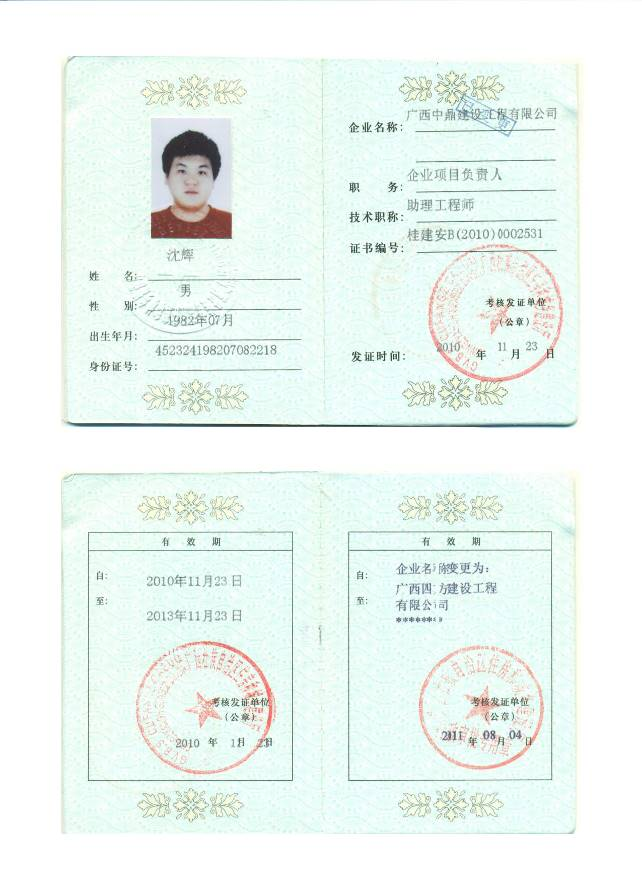 姓　　名：沈辉
性　　别：男
出生年月：1982年07月
身份证号：452324198207082218
企业名称：广西中鼎建设工程有限公司
职　　务：企业项目负责人
技术职称：助理工程师
证书编号：桂建安B(2010)0002531
考核发证单位
（公章）
发证时间：2010 年 11 月 23 日
有　效　期
自：2010年11月23日
至：2013年11月23日
考核发证单位
（公章）
2010 年 11月 23日
有　效　期
自：企业名称变更为：
至：广西四方建设工程
有限公司
*******
考核发证单位
（公章）
2011 年 08 月 04 日